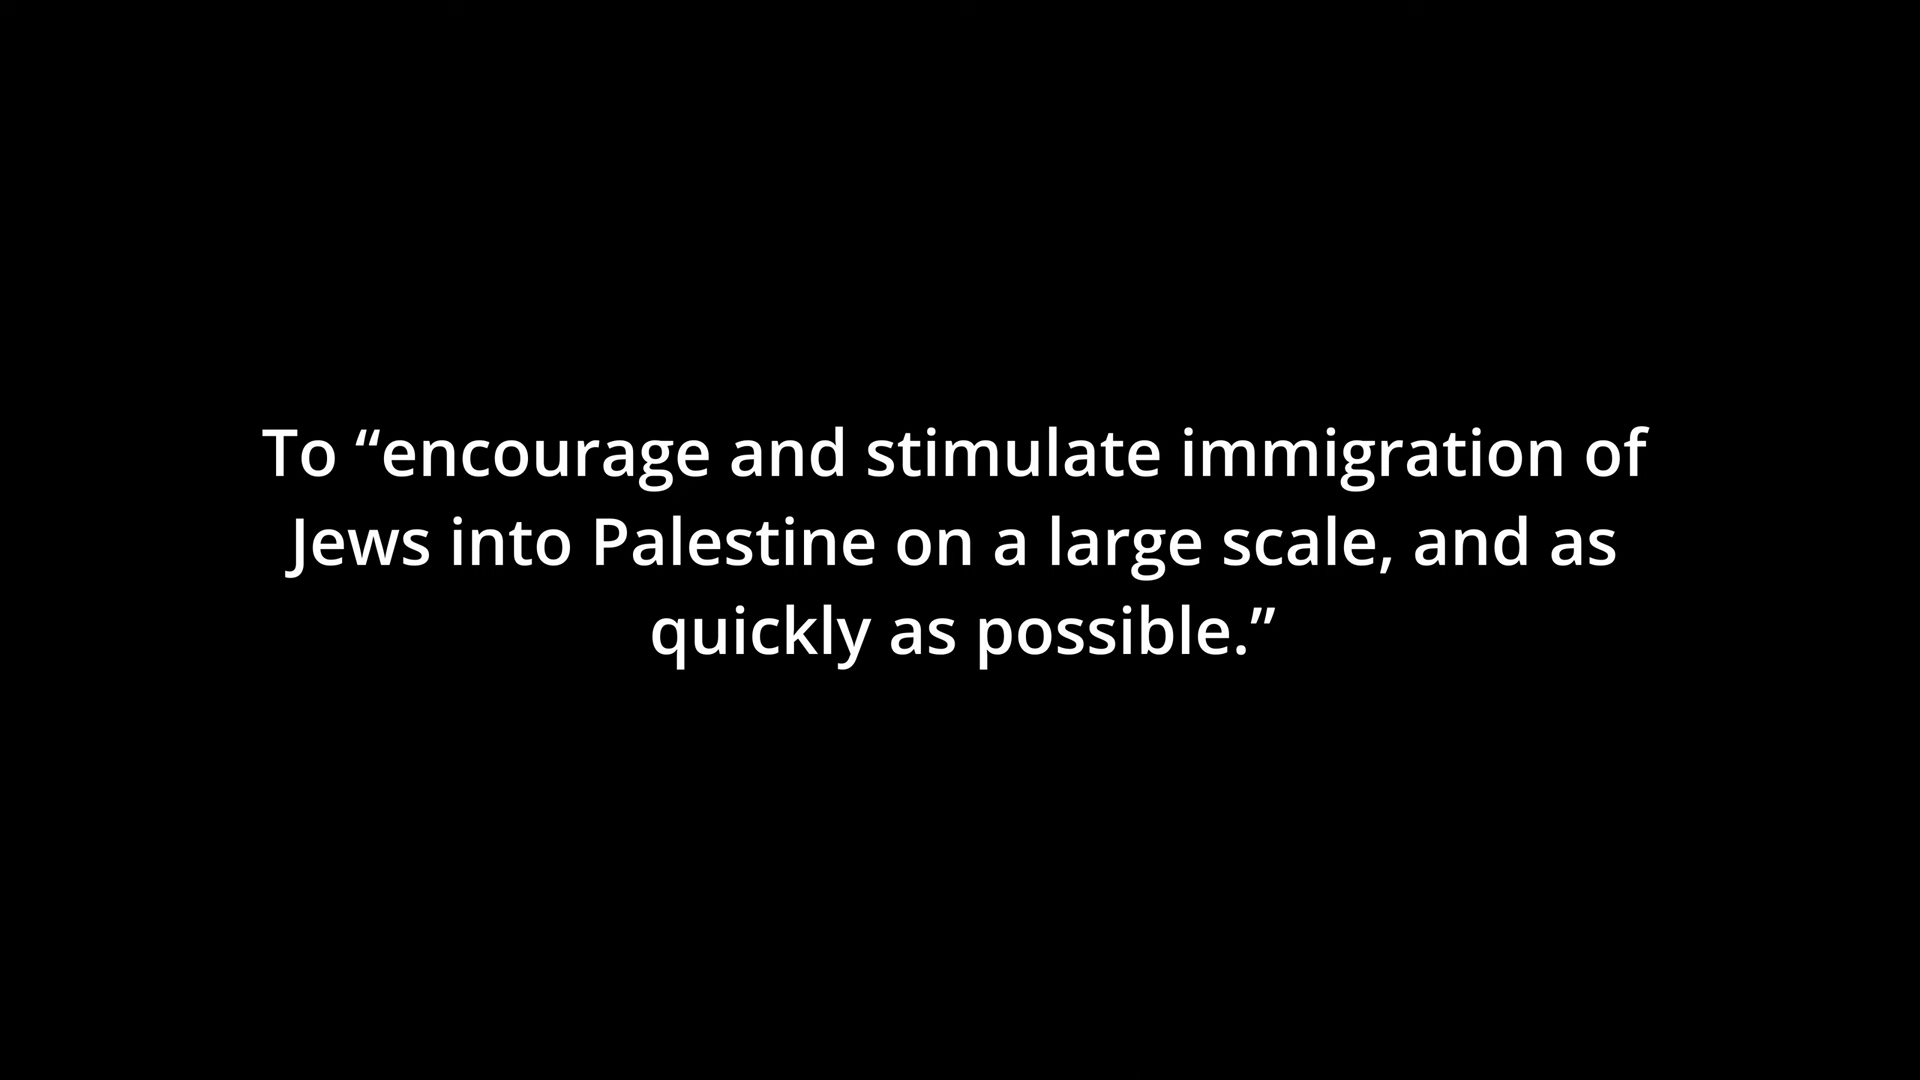 To “encourage and stimulate immigration of
Jews into Palestine on a large scale, and as
quickly as possible.”